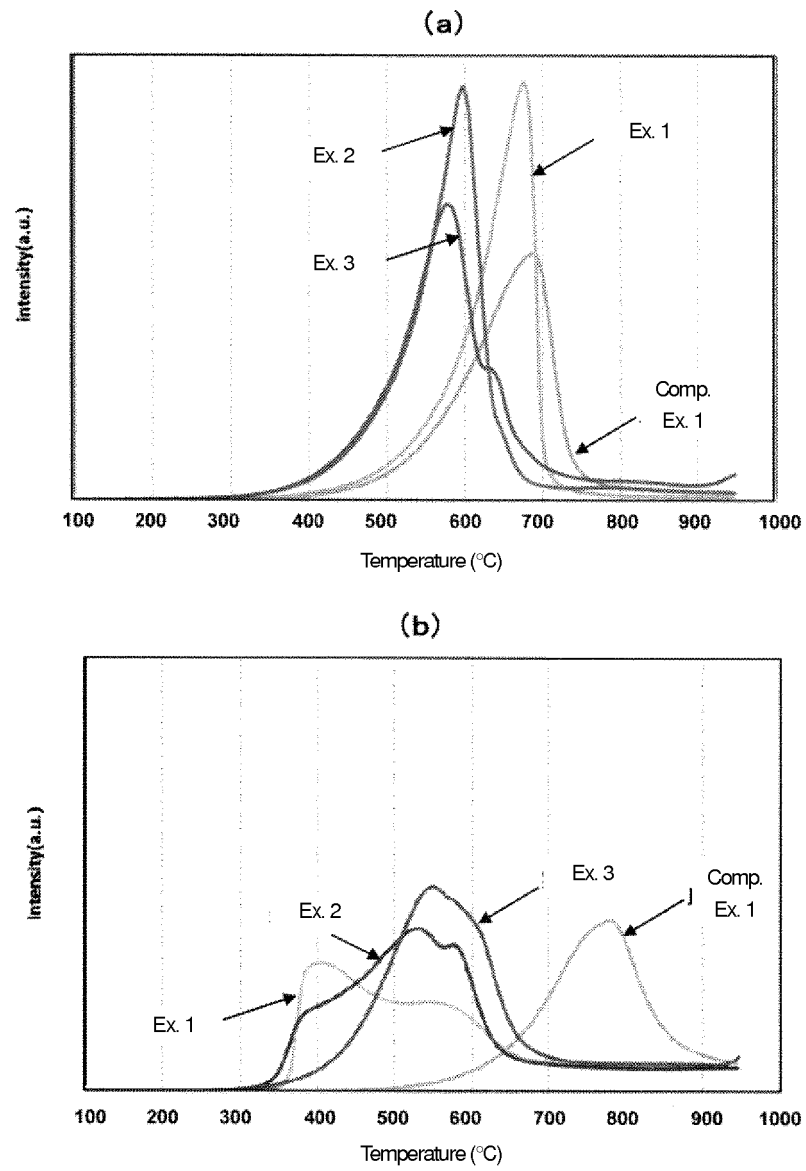 (a)
intensity(a.u.)
Ex. 2
Ex. 1
Ex. 3
Comp.
Ex. 1
100 200 300 400 500 600 700 800 900 1000
Temperature (°C)
(b)
intensity(a.u.)
Ex. 3
Comp.
Ex. 1
Ex. 2
Ex. 1
100 200 300 400 500 600 700 800 900 1000
Temperature (°C)